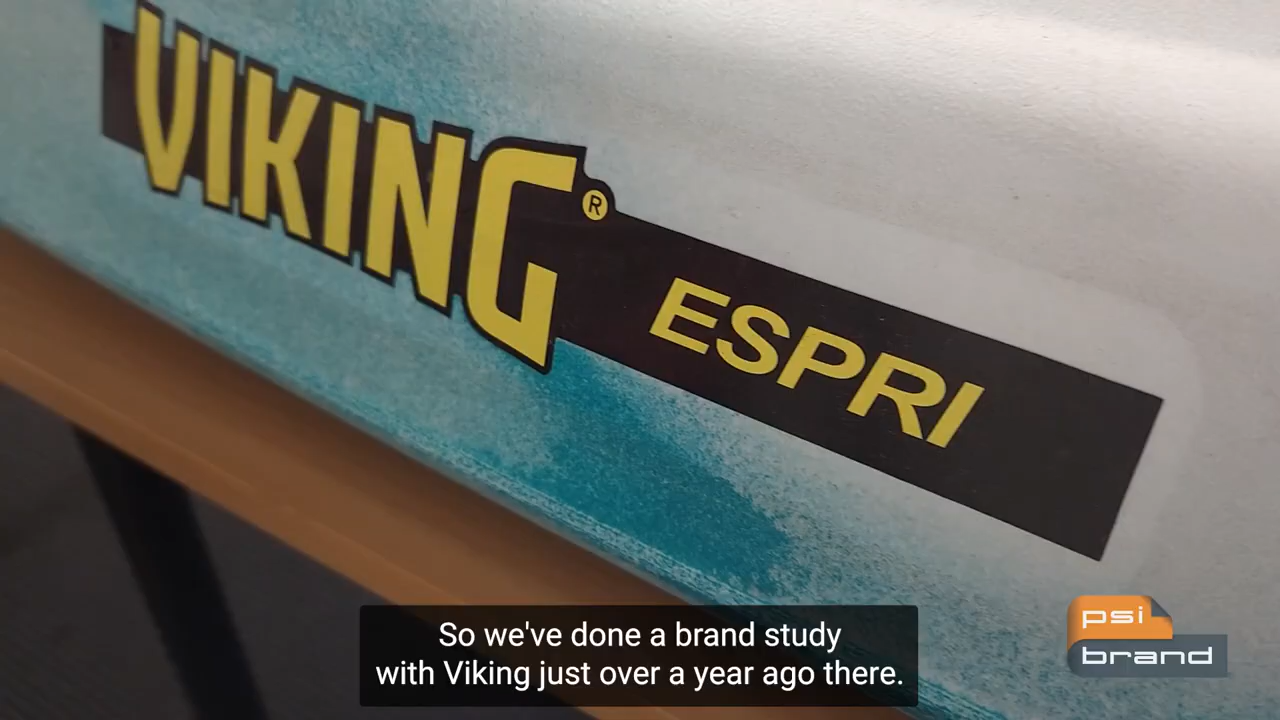 VIKING®
ESPRI
So we've done a brand study
with Viking just over a year ago there.
psi
brand